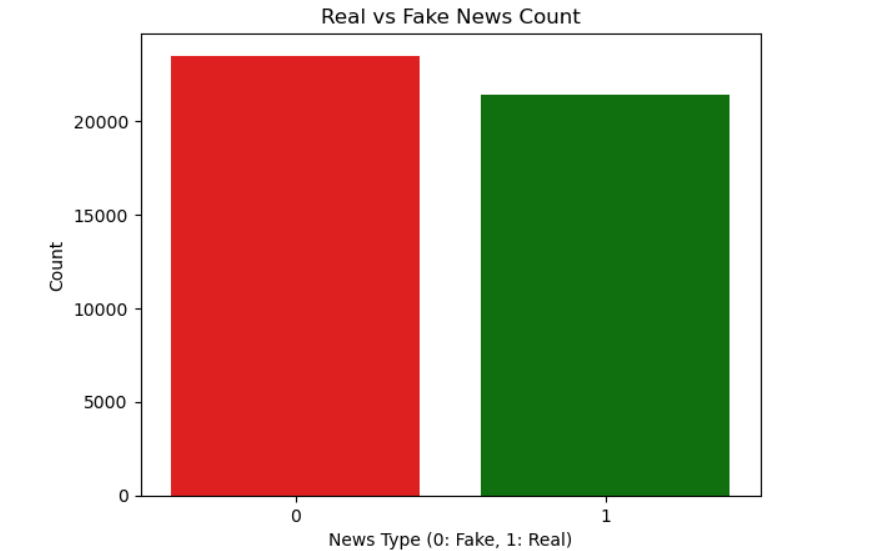 Real vs Fake News Count
20000
15000
10000
5000
0
Count
0 1
News Type (0: Fake, 1: Real)